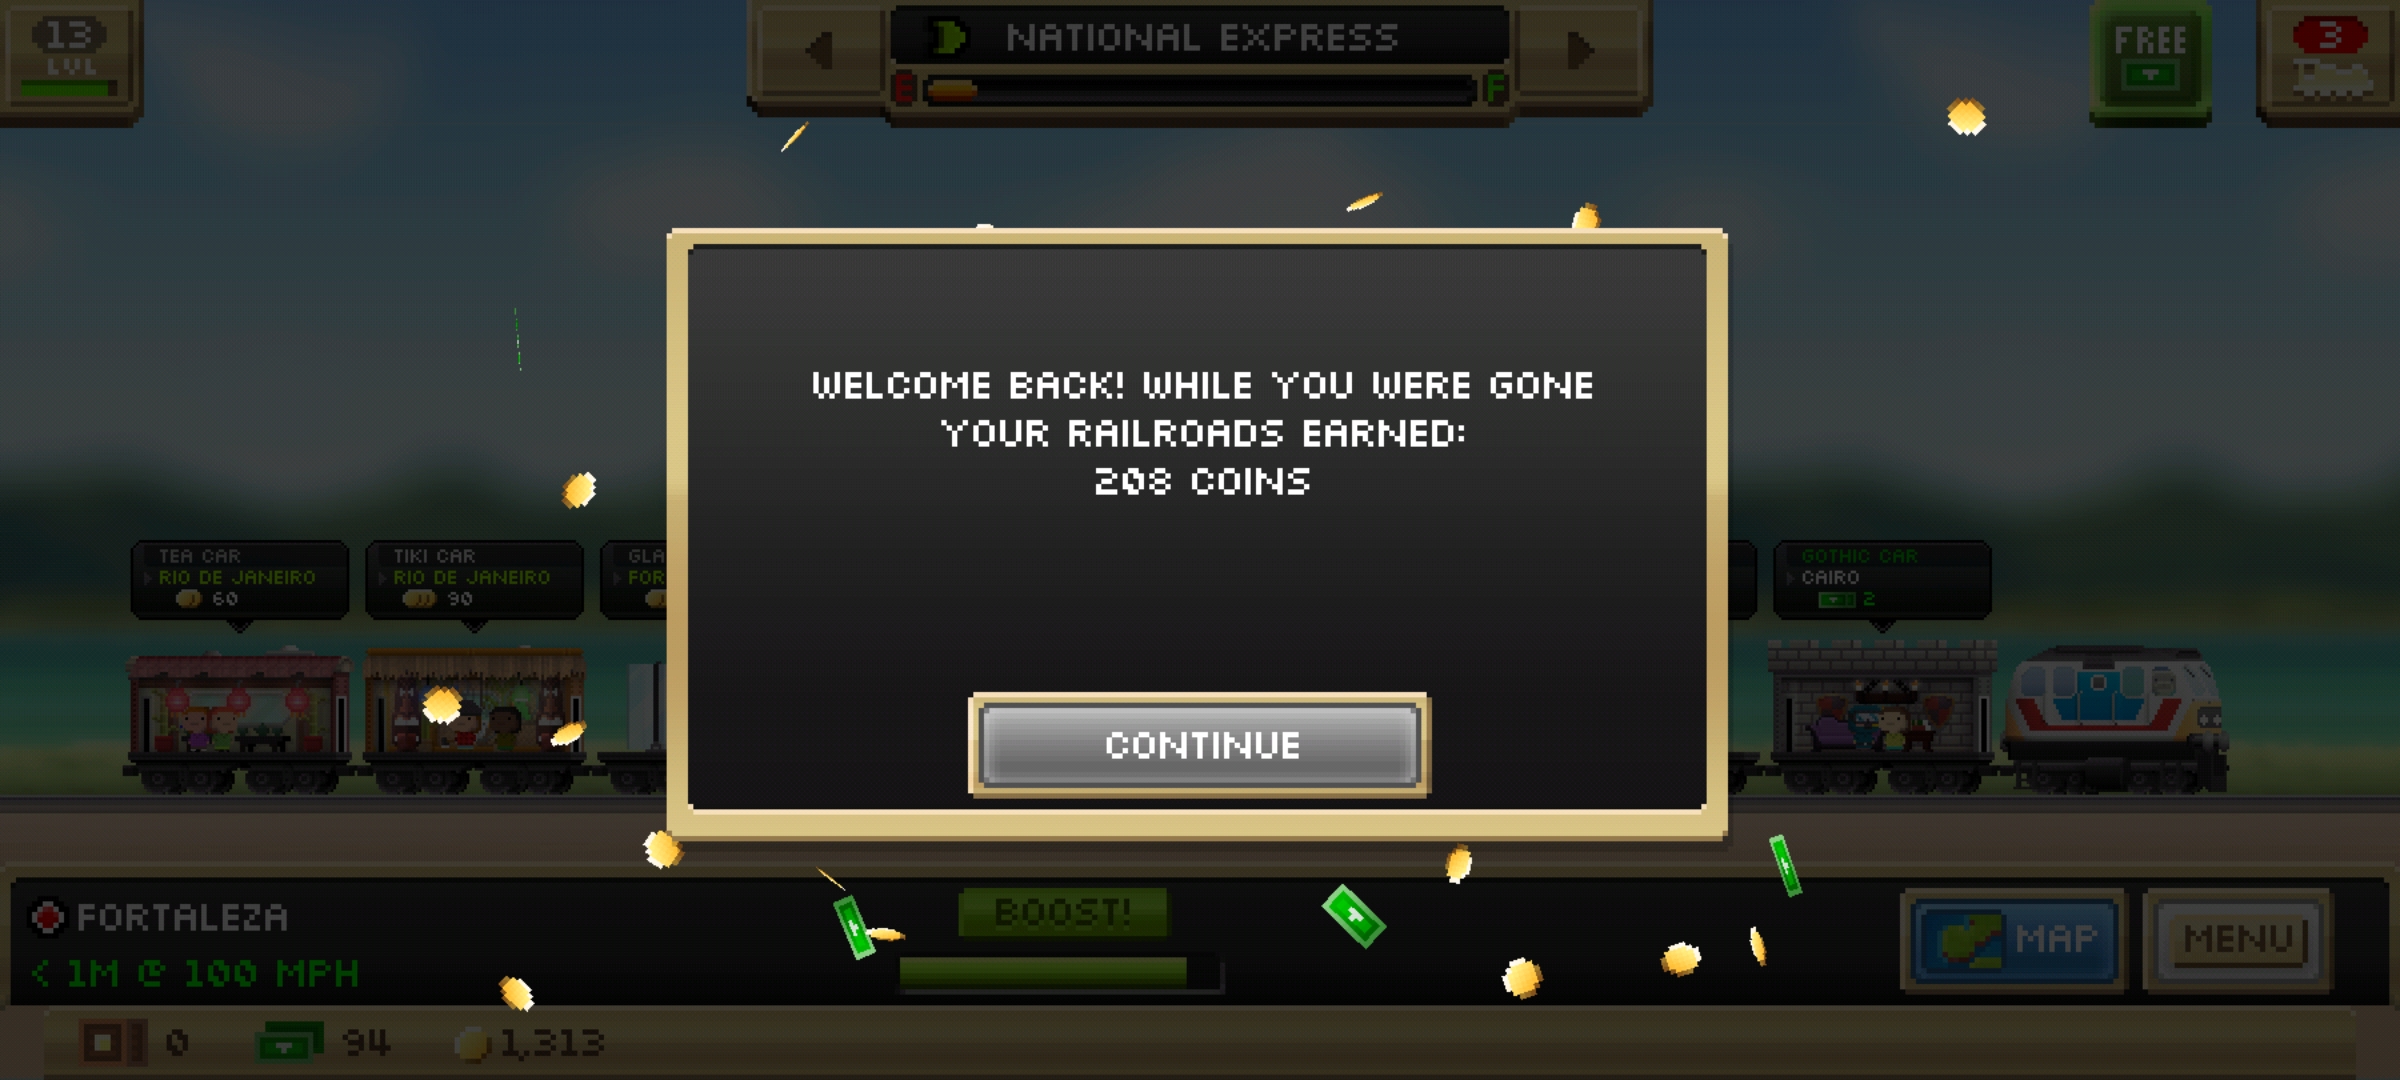 13
LVL
NATIONAL EXPRESS
E
F
FREE
3
WELCOME BACK! WHILE YOU WERE GONE
YOUR RAILROADS EARNED:
208 COINS
CONTINUE
TEA CAR
RIO DE JANEIRO
60
TIKI CAR
RIO DE JANEIRO
90
GLA
FOR
GOTHIC CAR
CAIRO
2
FORTALEZA
< 1M @ 100 MPH
BOOST!
MAP
MENU
0
94
1,313